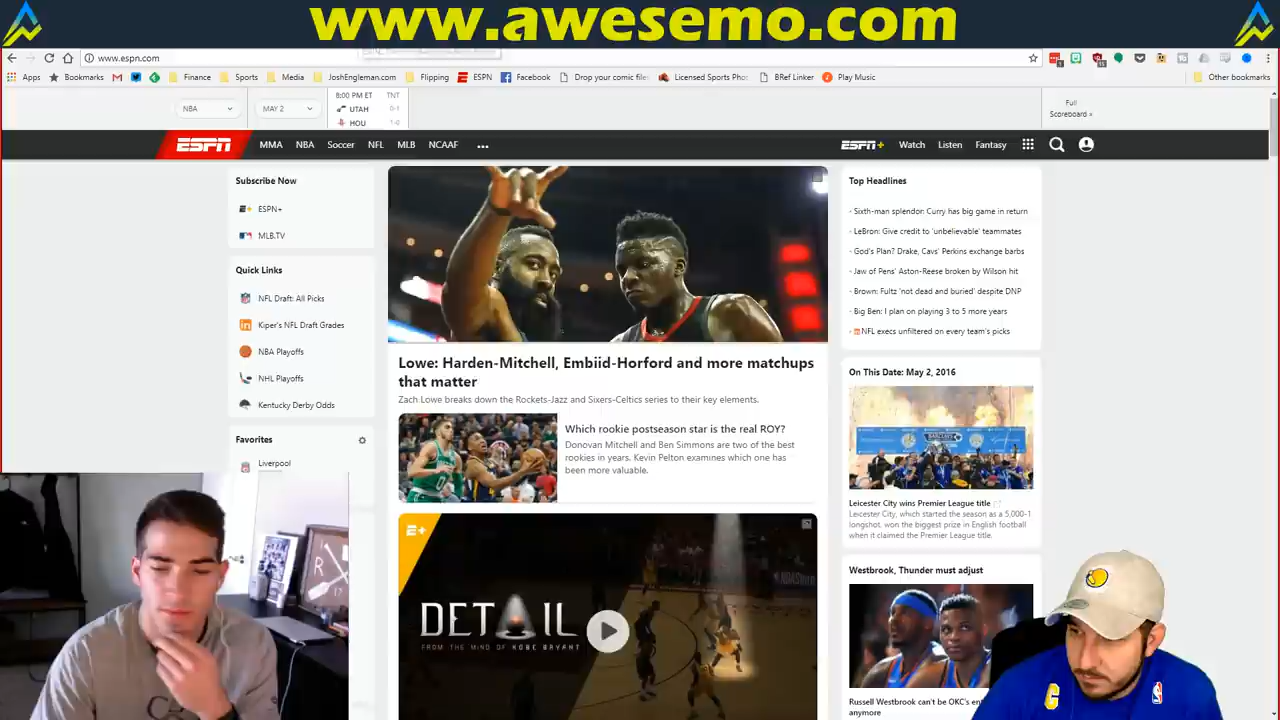 www.awesemo.com
www.espn.com
Apps
Bookmarks
Finance
Sports
Media
JoshEngleman.com
Flipping
ESPN
Facebook
Drop your comic files
Licensed Sports Pho
BRef Linker
Play Music
Other bookmarks
NBA
MAY 2
8:00 PM ET TNT
UTAH 0-1
HOU 1-0
Full
Scoreboard »
ESPN
MMA
NBA
Soccer
NFL
MLB
NCAAF
...
ESPN+
Watch
Listen
Fantasy
Subscribe Now
ESPN+
MLB.TV
Quick Links
NFL Draft: All Picks
Kiper's NFL Draft Grades
NBA Playoffs
NHL Playoffs
Kentucky Derby Odds
Favorites
Liverpool
Lowe: Harden-Mitchell, Embiid-Horford and more matchups
that matter
Zach Lowe breaks down the Rockets-Jazz and Sixers-Celtics series to their key elements.
Which rookie postseason star is the real ROY?
Donovan Mitchell and Ben Simmons are two of the best
rookies in years. Kevin Pelton examines which one has
been more valuable.
E+
DETAIL
FROM THE MIND OF KOBE BRYANT
Top Headlines
Sixth-man splendor: Curry has big game in return
LeBron: Give credit to 'unbelievable' teammates
God's Plan? Drake, Cavs' Perkins exchange barbs
Jaw of Pens' Aston-Reese broken by Wilson hit
Brown: Fultz 'not dead and buried' despite DNP
Big Ben: I plan on playing 3 to 5 more years
NFL execs unfiltered on every team's picks
On This Date: May 2, 2016
Leicester City wins Premier League title
Leicester City, which started the season as a 5,000-1
longshot, won the biggest prize in English football
when it claimed the Premier League title.
Westbrook, Thunder must adjust
Russell Westbrook can't be OKC's
anymore